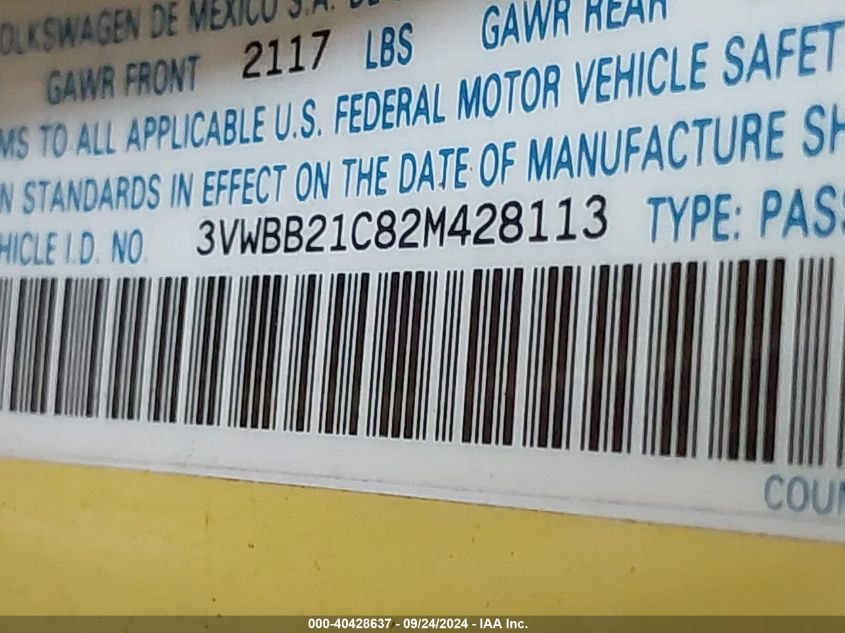 OLKSWAGEN DE MEXICO S.A. DE
GAWR FRONT 2117 LBS GAWR REAR
MS TO ALL APPLICABLE U.S. FEDERAL MOTOR VEHICLE SAFET
N STANDARDS IN EFFECT ON THE DATE OF MANUFACTURE SH
HICLE I.D. NO. 3VWBB21C82M428113 TYPE: PASS
COUN
000-40428637 - 09/24/2024 - IAA Inc.